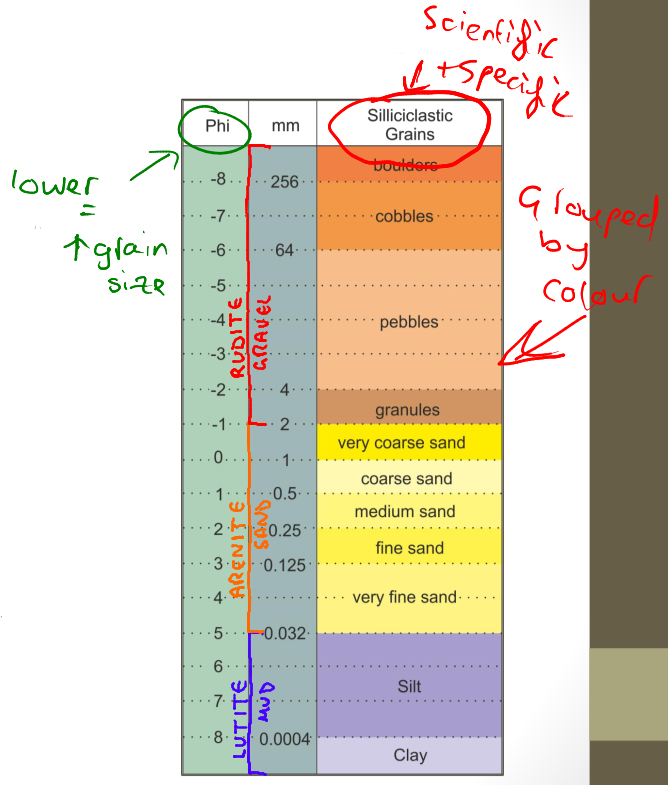 Scientific
+ specific
Phi mm Silliciclastic
Grains
lower
=
↑ grain
size
boulders
-8 256
-7 cobbles
-6 64
-5
-4 pebbles
-3
-2 4
granules
-1 2
very coarse sand
0 1
coarse sand
1 0.5
medium sand
2 0.25
fine sand
3 0.125
4 very fine sand
5 0.032
6
Silt
7
8 0.0004
Clay
RUDITE
GRAVEL
ARENITE
SAND
LUTITE
MUD
Grouped
by
colour